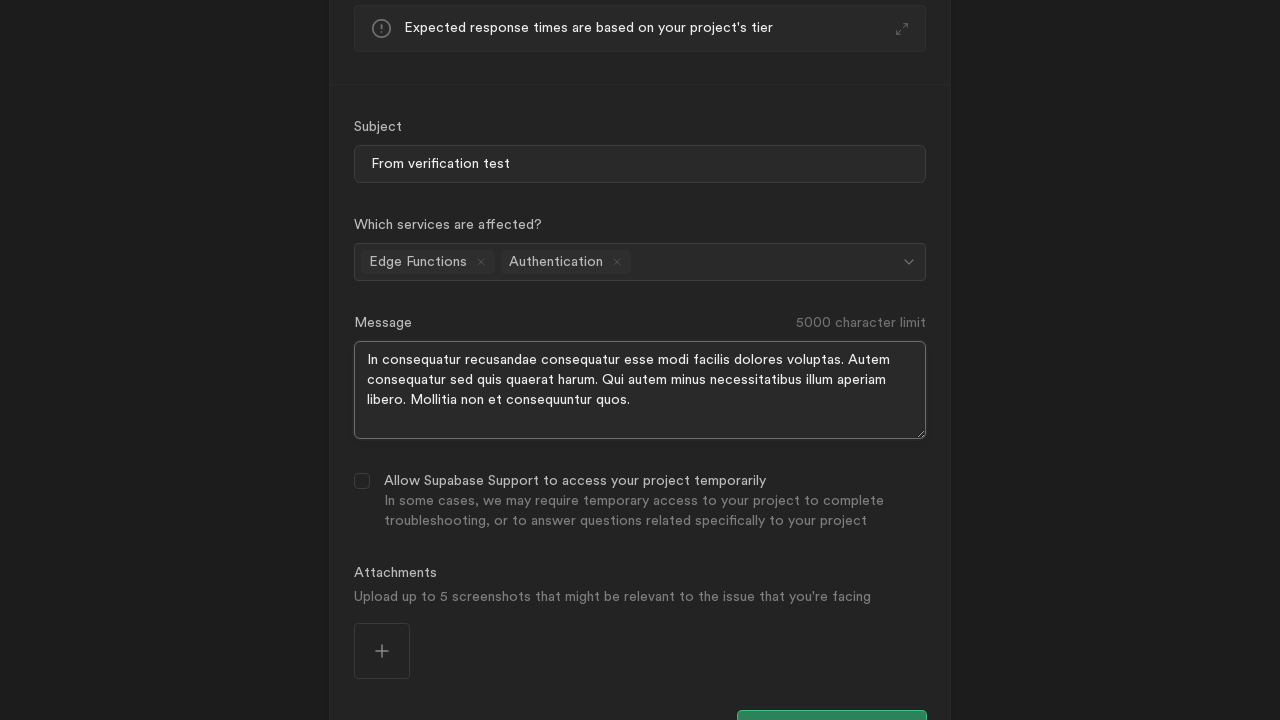 Expected response times are based on your project's tier
Subject
From verification test
Which services are affected?
Edge Functions
Authentication
Message
5000 character limit
In consequatur recusandae consequatur esse modi facilis dolores voluptas. Autem
consequatur sed quis quaerat harum. Qui autem minus necessitatibus illum aperiam
libero. Mollitia non et consequuntur quos.
Allow Supabase Support to access your project temporarily
In some cases, we may require temporary access to your project to complete
troubleshooting, or to answer questions related specifically to your project
Attachments
Upload up to 5 screenshots that might be relevant to the issue that you're facing